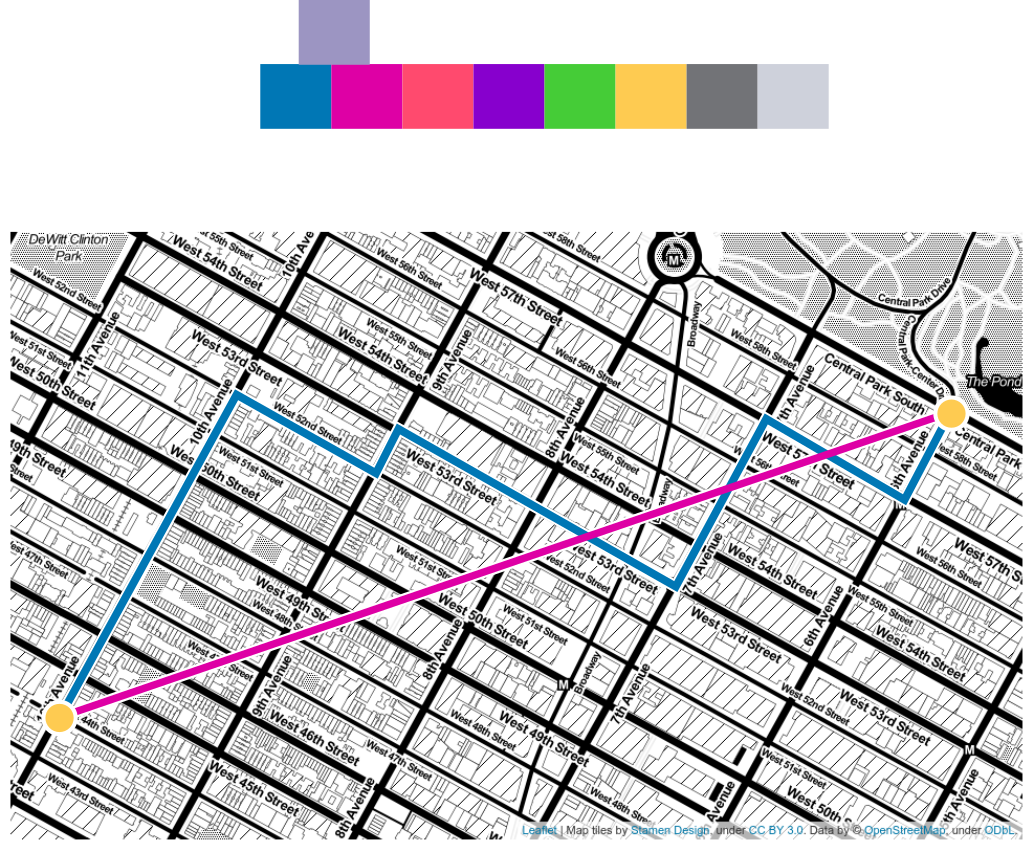 DeWitt Clinton
Park
55th Street
West 54th Street
10th Ave
West 56th Street
West 58th Street
M
West 57th Street
West 52nd Street
11th Avenue
West 53rd Street
West 55th Street
West 54th Street
9th Avenue
West 56th Street
Broadway
West 58th Street
Central Park Drive
Central Park-Center D
Central Park South
The Pond
West 51st Street
West 50th Street
10th Avenue
West 52nd Street
8th Avenue
West 55th Street
7th Avenue
West 57th Street
West 56th
6th Avenue
Central Park
West 58th Street
49th Street
Street
West 50th Street
West 51st Street
West 53rd Street
West 54th Street
Broadway
M
West 57th S
West 56th Street
West 47th Street
West 49th Street
West 48th S
West 51st Street
West 52nd Street
West 53rd Street
7th Avenue
West 54th Street
West 55th Street
6th Avenue
West 54th Street
West 50th Street
West 51st Street
West 53rd Street
8th Avenue
Avenue
West 4
Street
9th Avenue
M
Broadway
7th Avenue
West 52nd Street
West 53rd Street
44th Street
West 46th Street
West 47th Street
West 48th Street
West 49th Street
M
West 51st Street
West 43rd Street
West 45th Street
8th Avenue
W
West 48th
Avenue
West 50th
5th Avenue
Leaflet | Map tiles by Stamen Design, under CC BY 3.0. Data by © OpenStreetMap, under ODbL.